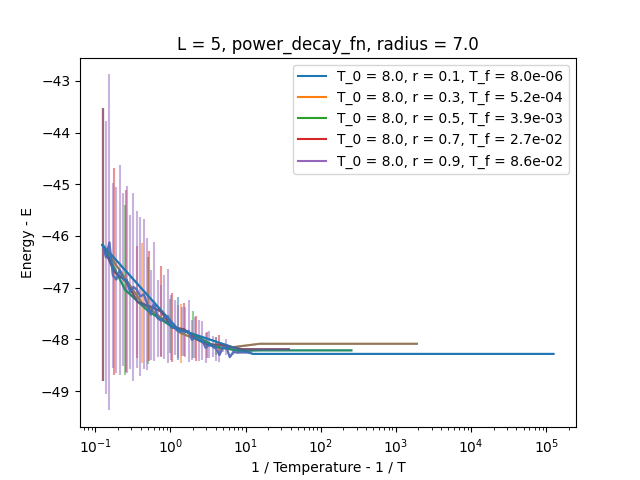 L = 5, power_decay_fn, radius = 7.0
T_0 = 8.0, r = 0.1, T_f = 8.0e-06
T_0 = 8.0, r = 0.3, T_f = 5.2e-04
T_0 = 8.0, r = 0.5, T_f = 3.9e-03
T_0 = 8.0, r = 0.7, T_f = 2.7e-02
T_0 = 8.0, r = 0.9, T_f = 8.6e-02
Energy - E
−43
−44
−45
−46
−47
−48
−49
10⁻¹ 10⁰ 10¹ 10² 10³ 10⁴ 10⁵
1 / Temperature - 1 / T